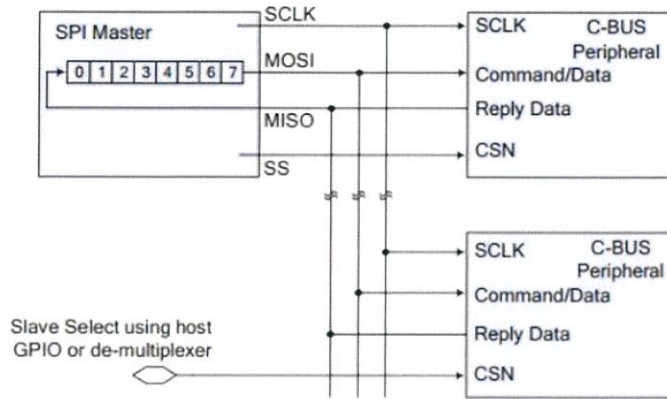 SPI Master
0 1 2 3 4 5 6 7
SCLK
MOSI
MISO
SS
SCLK
C-BUS
Peripheral
Command/Data
Reply Data
CSN
SCLK
C-BUS
Peripheral
Command/Data
Reply Data
CSN
Slave Select using host
GPIO or de-multiplexer